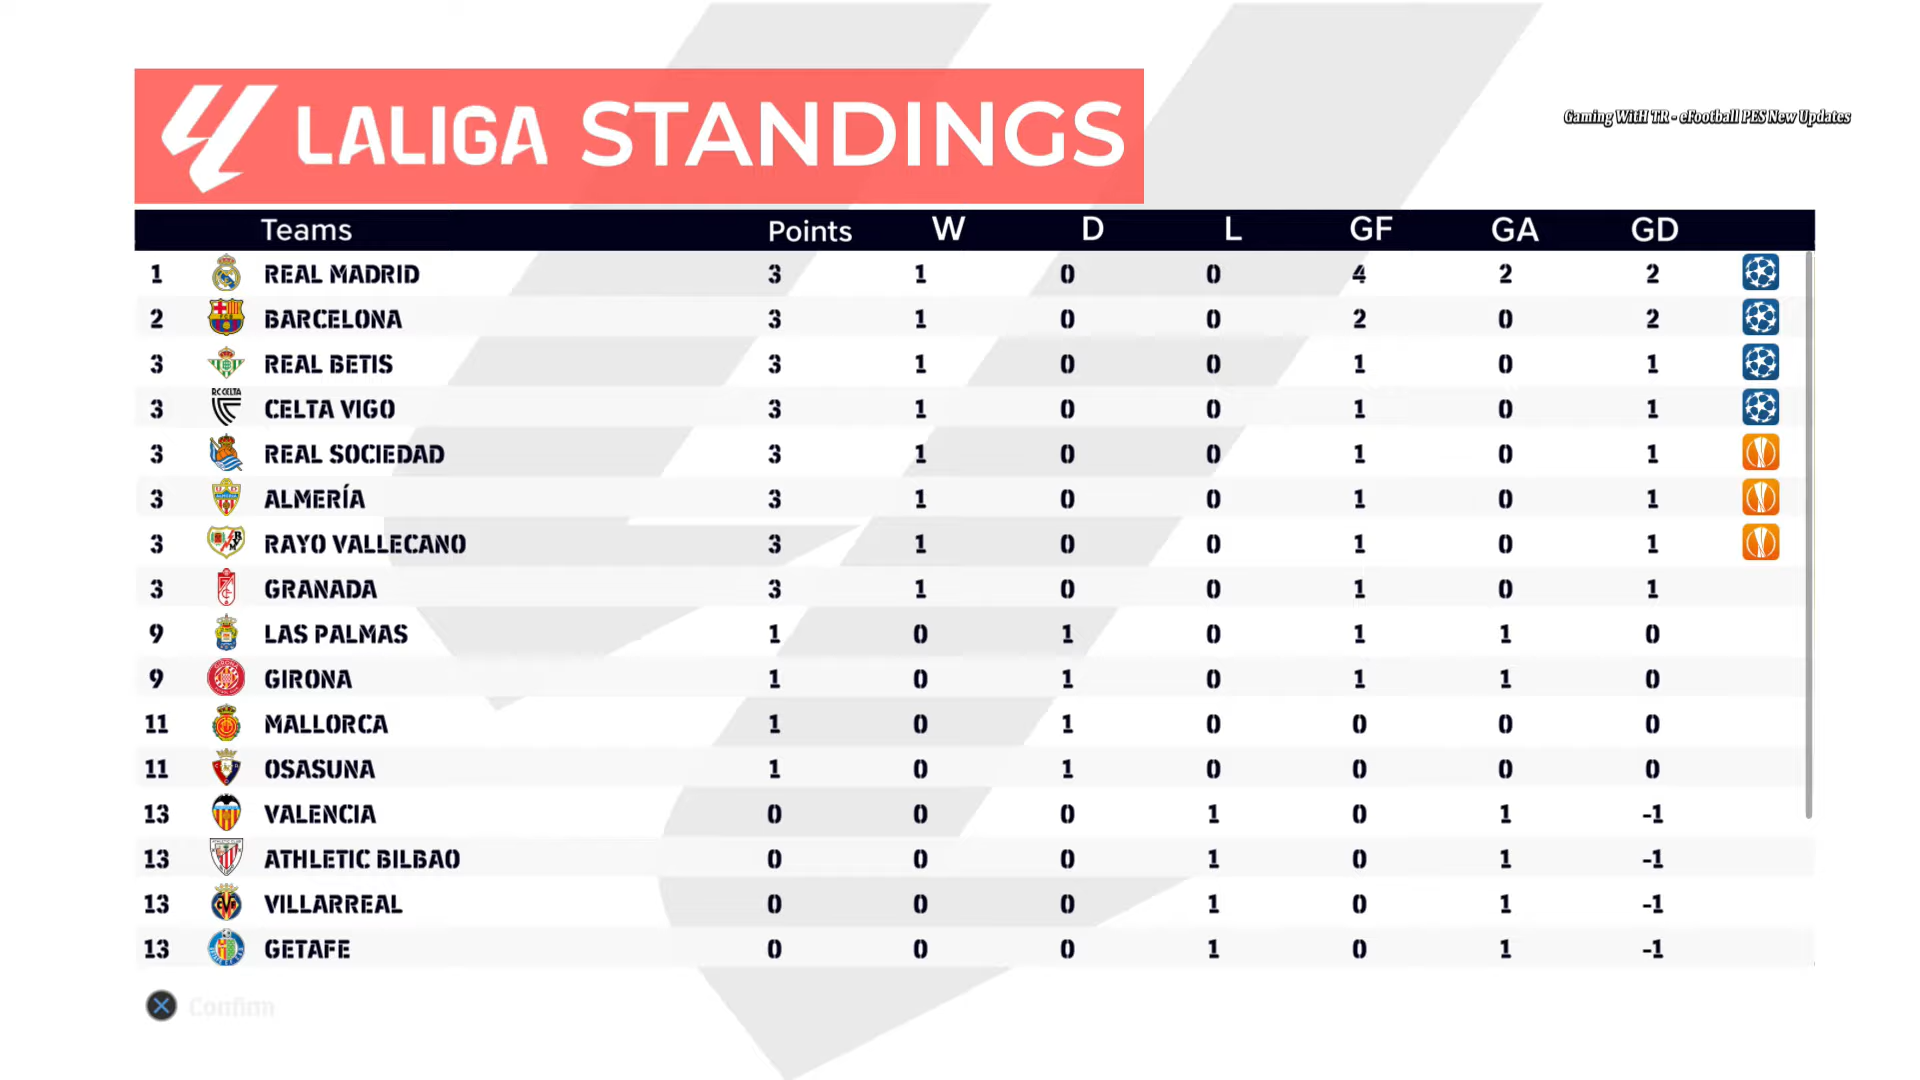 LALIGA STANDINGS
Gaming WitH TR - eFootball PES New Updates
Teams Points W D L GF GA GD
1 REAL MADRID 3 1 0 0 4 2 2
2 BARCELONA 3 1 0 0 2 0 2
3 REAL BETIS 3 1 0 0 1 0 1
3 RC CELTA CELTA VIGO 3 1 0 0 1 0 1
3 REAL SOCIEDAD 3 1 0 0 1 0 1
3 ALMERÍA 3 1 0 0 1 0 1
3 RAYO VALLECANO 3 1 0 0 1 0 1
3 GRANADA 3 1 0 0 1 0 1
9 LAS PALMAS 1 0 1 0 1 1 0
9 GIRONA 1 0 1 0 1 1 0
11 MALLORCA 1 0 1 0 0 0 0
11 OSASUNA 1 0 1 0 0 0 0
13 VALENCIA 0 0 0 1 0 1 -1
13 ATHLETIC BILBAO 0 0 0 1 0 1 -1
13 VILLARREAL 0 0 0 1 0 1 -1
13 GETAFE 0 0 0 1 0 1 -1
Confirm